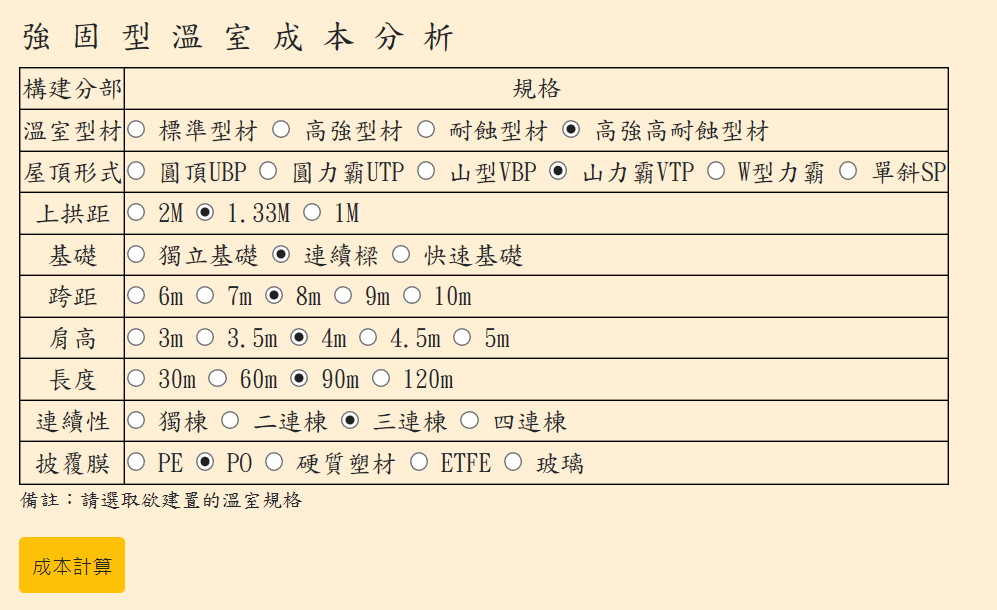 強固型溫室成本分析
構建分部 規格
溫室型材 標準型材 高強型材 耐蝕型材 高強高耐蝕型材
屋頂形式 圓頂UBP 圓力霸UTP 山型VBP 山力霸VTP W型力霸 單斜SP
上拱距 2M 1.33M 1M
基礎 獨立基礎 連續樑 快速基礎
跨距 6m 7m 8m 9m 10m
肩高 3m 3.5m 4m 4.5m 5m
長度 30m 60m 90m 120m
連續性 獨棟 二連棟 三連棟 四連棟
披覆膜 PE PO 硬質塑材 ETFE 玻璃
備註：請選取欲建置的溫室規格
成本計算